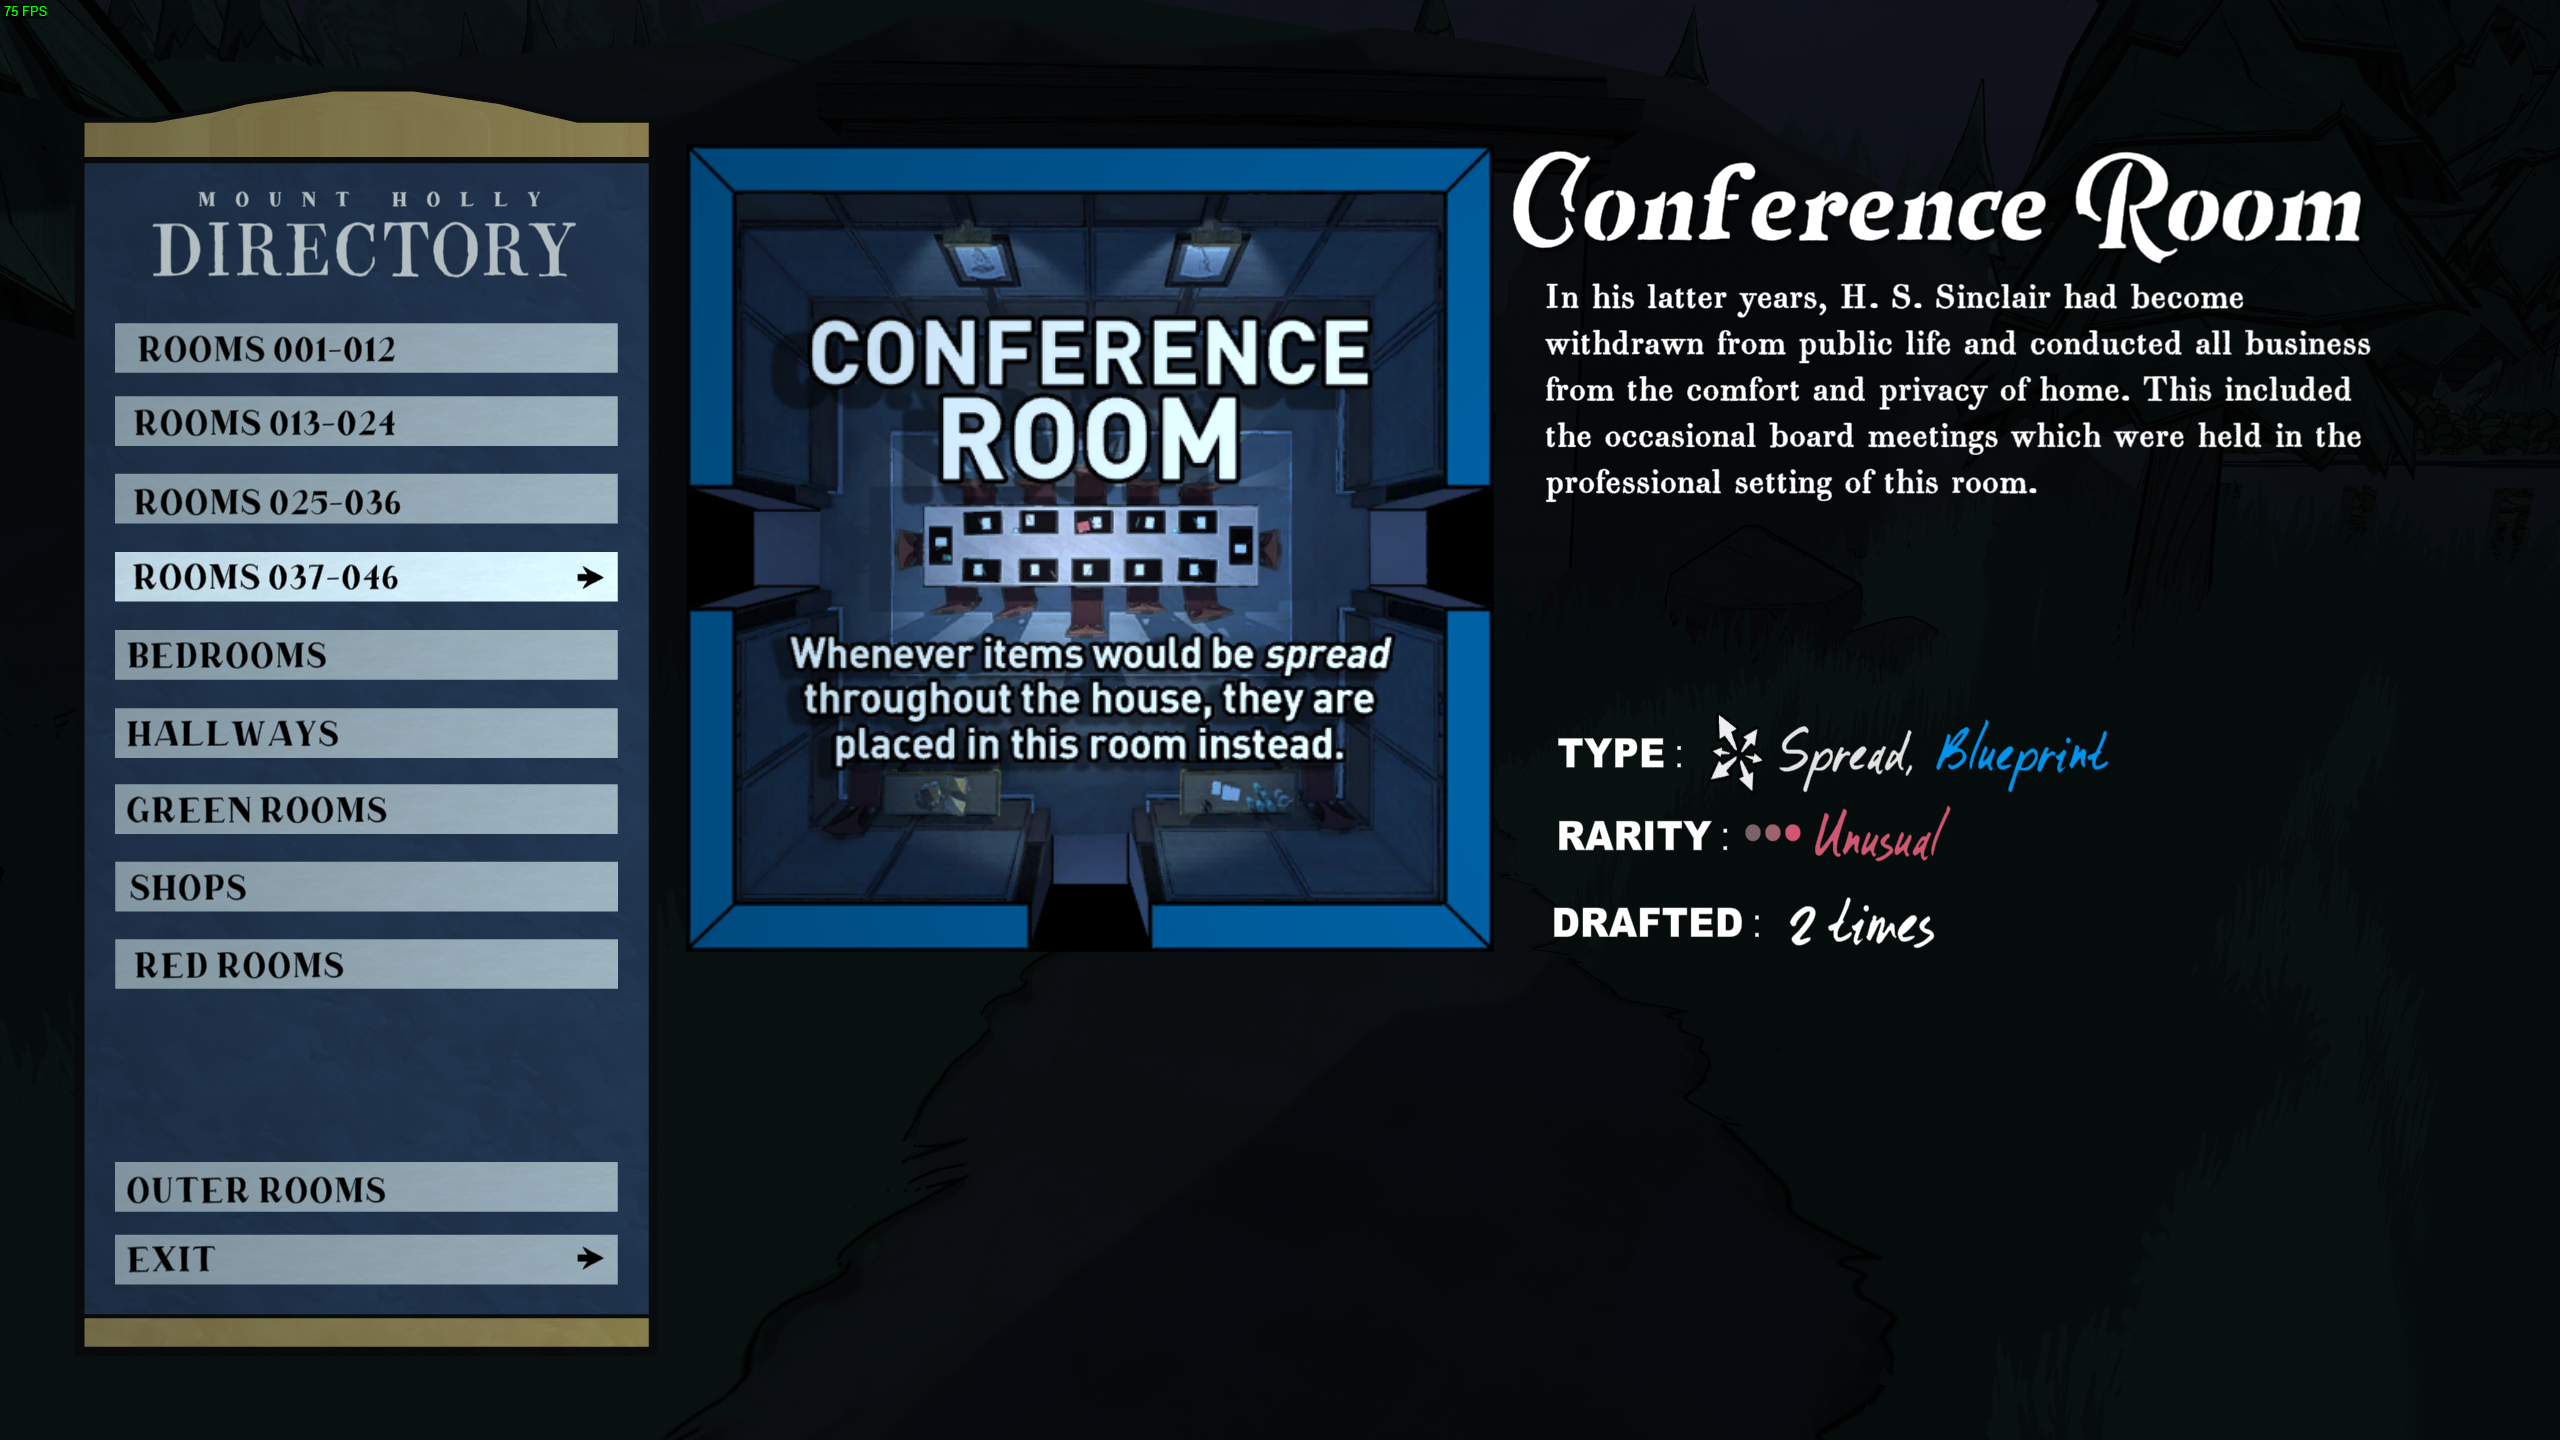 75 FPS
MOUNT HOLLY
DIRECTORY
ROOMS 001-012
ROOMS 013-024
ROOMS 025-036
ROOMS 037-046
BEDROOMS
HALLWAYS
GREEN ROOMS
SHOPS
RED ROOMS
OUTER ROOMS
EXIT
CONFERENCE
ROOM
Whenever items would be spread
throughout the house, they are
placed in this room instead.
Conference Room
In his latter years, H. S. Sinclair had become
withdrawn from public life and conducted all business
from the comfort and privacy of home. This included
the occasional board meetings which were held in the
professional setting of this room.
TYPE : Spread, Blueprint
RARITY : Unusual
DRAFTED : 2 times